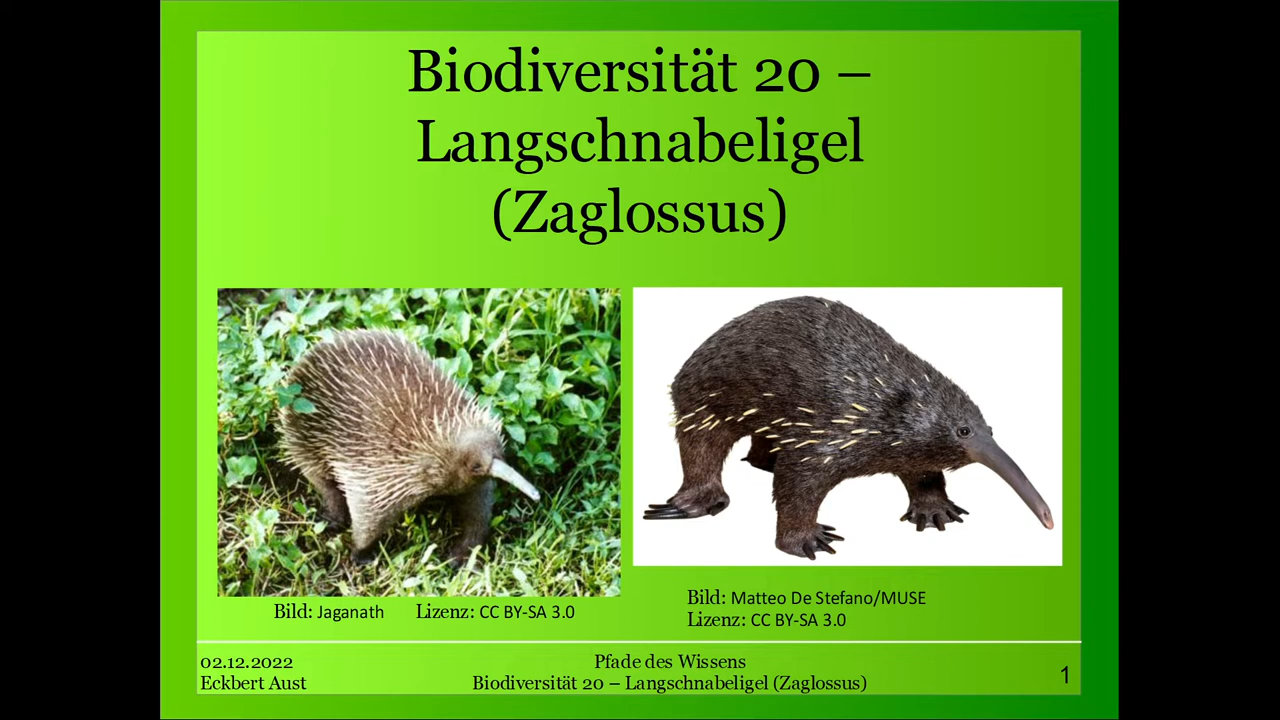 Biodiversität 20 –
Langschnabeligel
(Zaglossus)
Bild: Jaganath Lizenz: CC BY-SA 3.0
Bild: Matteo De Stefano/MUSE
Lizenz: CC BY-SA 3.0
02.12.2022
Eckbert Aust
Pfade des Wissens
Biodiversität 20 – Langschnabeligel (Zaglossus)
1